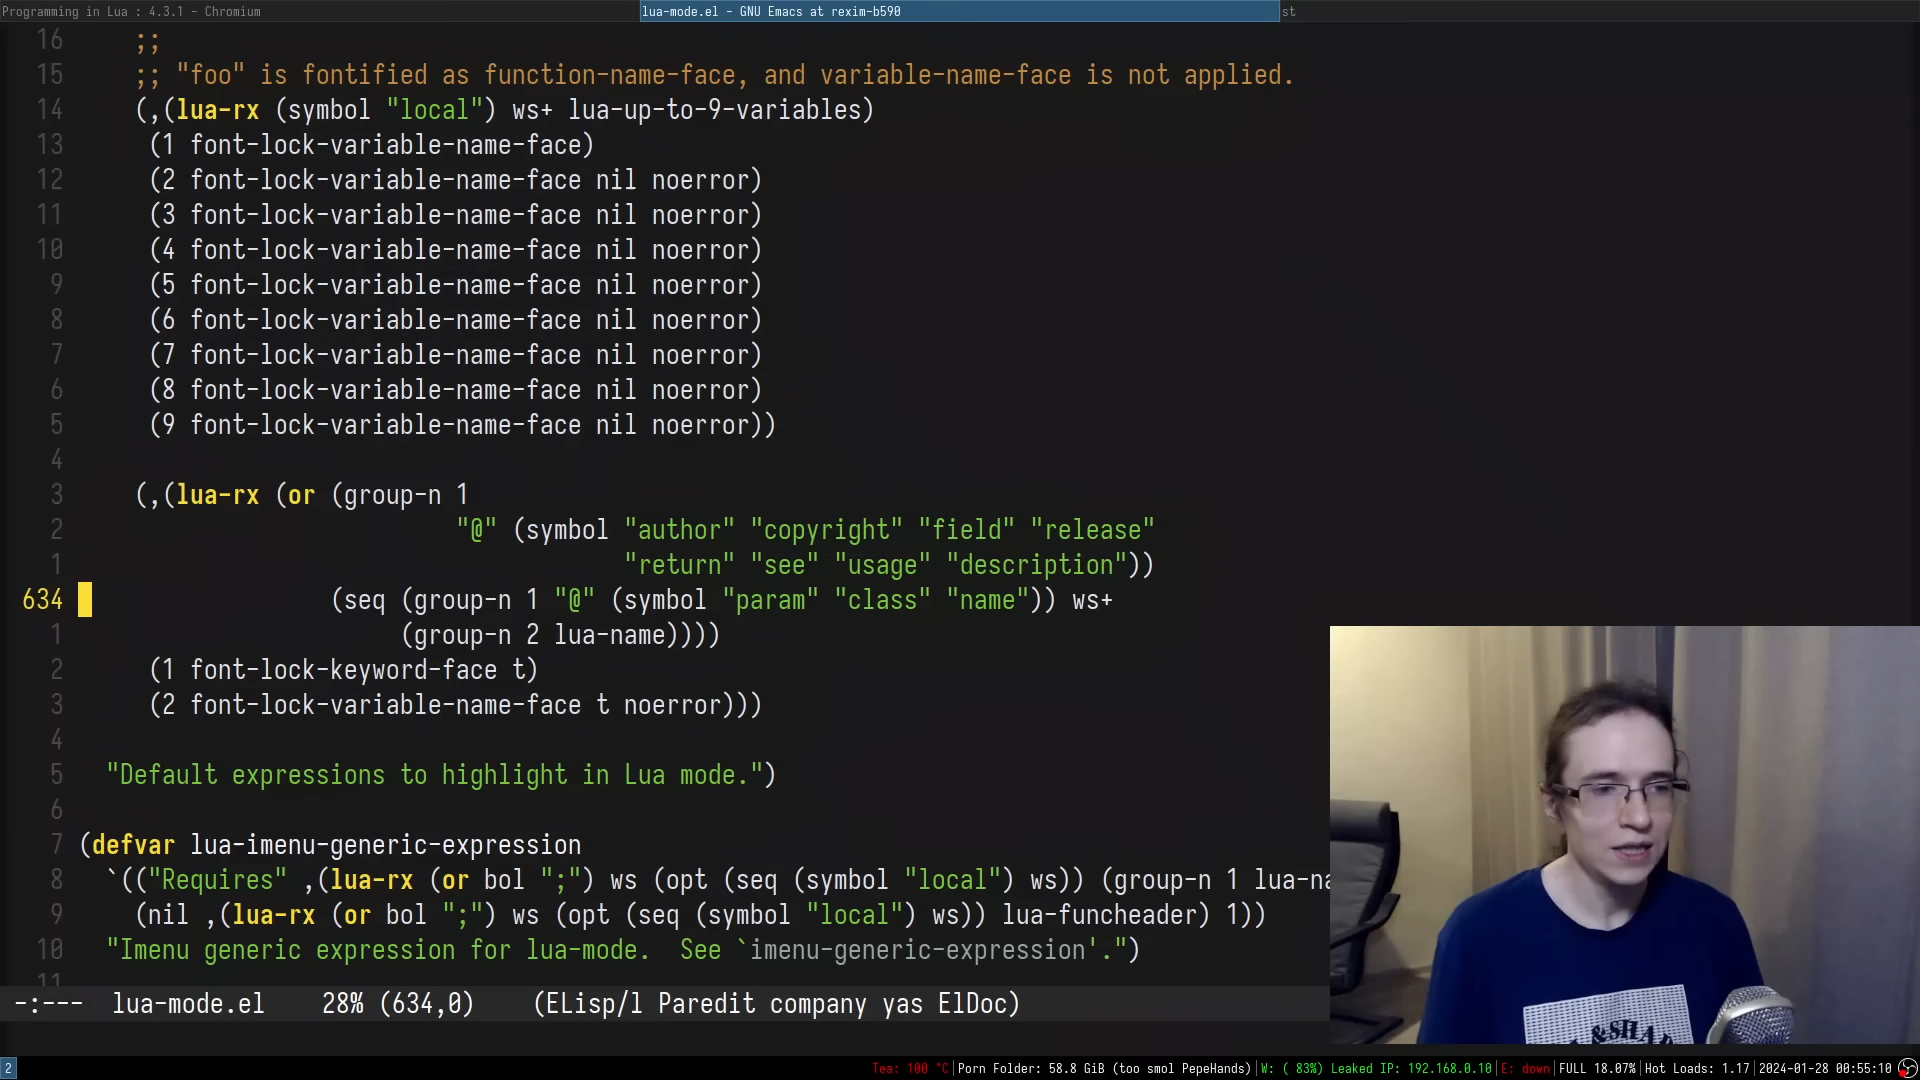 Programming in Lua : 4.3.1 - Chromium
lua-mode.el - GNU Emacs at rexim-b590
st
16 ;;
15 ;; "foo" is fontified as function-name-face, and variable-name-face is not applied.
14 (,(lua-rx (symbol "local") ws+ lua-up-to-9-variables)
13 (1 font-lock-variable-name-face)
12 (2 font-lock-variable-name-face nil noerror)
11 (3 font-lock-variable-name-face nil noerror)
10 (4 font-lock-variable-name-face nil noerror)
9 (5 font-lock-variable-name-face nil noerror)
8 (6 font-lock-variable-name-face nil noerror)
7 (7 font-lock-variable-name-face nil noerror)
6 (8 font-lock-variable-name-face nil noerror)
5 (9 font-lock-variable-name-face nil noerror))
4
3 (,(lua-rx (or (group-n 1
2 "@" (symbol "author" "copyright" "field" "release"
1 "return" "see" "usage" "description"))
634 (seq (group-n 1 "@" (symbol "param" "class" "name")) ws+
1 (group-n 2 lua-name))))
2 (1 font-lock-keyword-face t)
3 (2 font-lock-variable-name-face t noerror)))
4
5 "Default expressions to highlight in Lua mode.")
6
7 (defvar lua-imenu-generic-expression
8 `(("Requires" ,(lua-rx (or bol ";") ws (opt (seq (symbol "local") ws)) (group-n 1 lua-na
9 (nil ,(lua-rx (or bol ";") ws (opt (seq (symbol "local") ws)) lua-funcheader) 1))
10 "Imenu generic expression for lua-mode.  See `imenu-generic-expression'.")
11
-:--- lua-mode.el 28% (634,0) (ELisp/l Paredit company yas ElDoc)
2
Tea: 100 °C|Porn Folder: 58.8 GiB (too smol PepeHands)|W: ( 83%) Leaked IP: 192.168.0.10|E: down|FULL 18.07%|Hot Loads: 1.17|2024-01-28 00:55:10